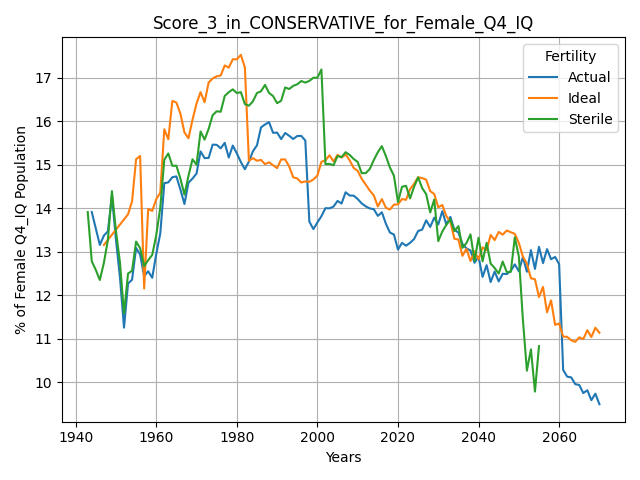 Score_3_in_CONSERVATIVE_for_Female_Q4_IQ
% of Female Q4_IQ Population
17
16
15
14
13
12
11
10
1940
1960
1980
2000
2020
2040
2060
Years
Fertility
Actual
Ideal
Sterile